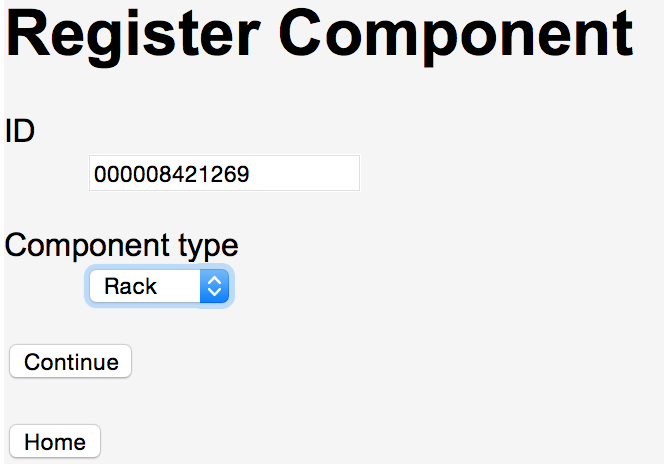 Register Component
ID
000008421269
Component type
Rack
Continue
Home